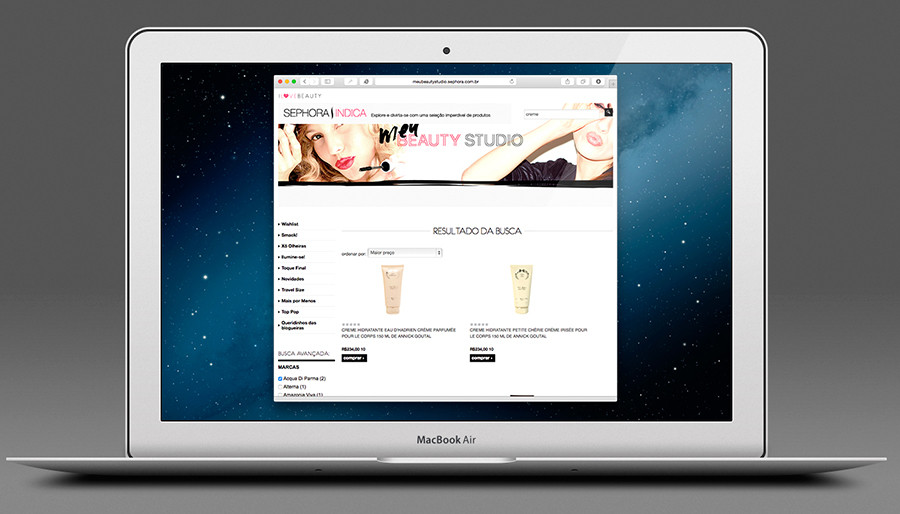 meubeautystudio.sephora.com.br
I LOVE BEAUTY
SEPHORA INDICA
Explore e divirta-se com uma seleção imperdível de produtos
creme
meu
BEAUTY STUDIO
Wishlist
Smack!
Xô Olheiras
Ilumine-se!
Toque Final
Novidades
Travel Size
Mais por Menos
Top Pop
Queridinhos das
blogueiras
RESULTADO DA BUSCA
ordenar por:
Maior preço
CREME HIDRATANTE EAU D'HADRIEN CRÈME PARFUMÉE
POUR LE CORPS 150 ML DE ANNICK GOUTAL
R$234,00
comprar
CREME HIDRATANTE PETITE CHÉRIE CRÈME IRISÉE POUR
LE CORPS 150 ML DE ANNICK GOUTAL
R$234,00
comprar
BUSCA AVANÇADA:
MARCAS
Acque Di Parma (2)
Alterna (1)
Amazonia Viva (1)
MacBook Air